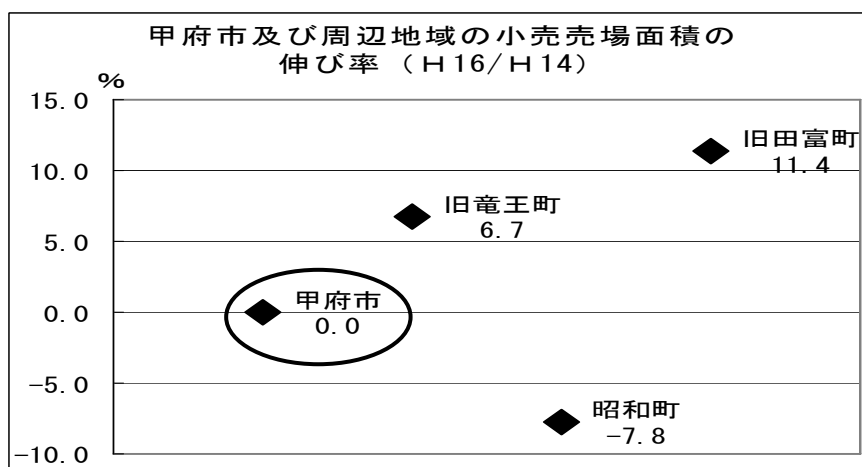 甲府市及び周辺地域の小売売場面積の
伸び率（H16/H14）
%
15.0
10.0
5.0
0.0
-5.0
-10.0
旧田富町
11.4
旧竜王町
6.7
甲府市
0.0
昭和町
-7.8